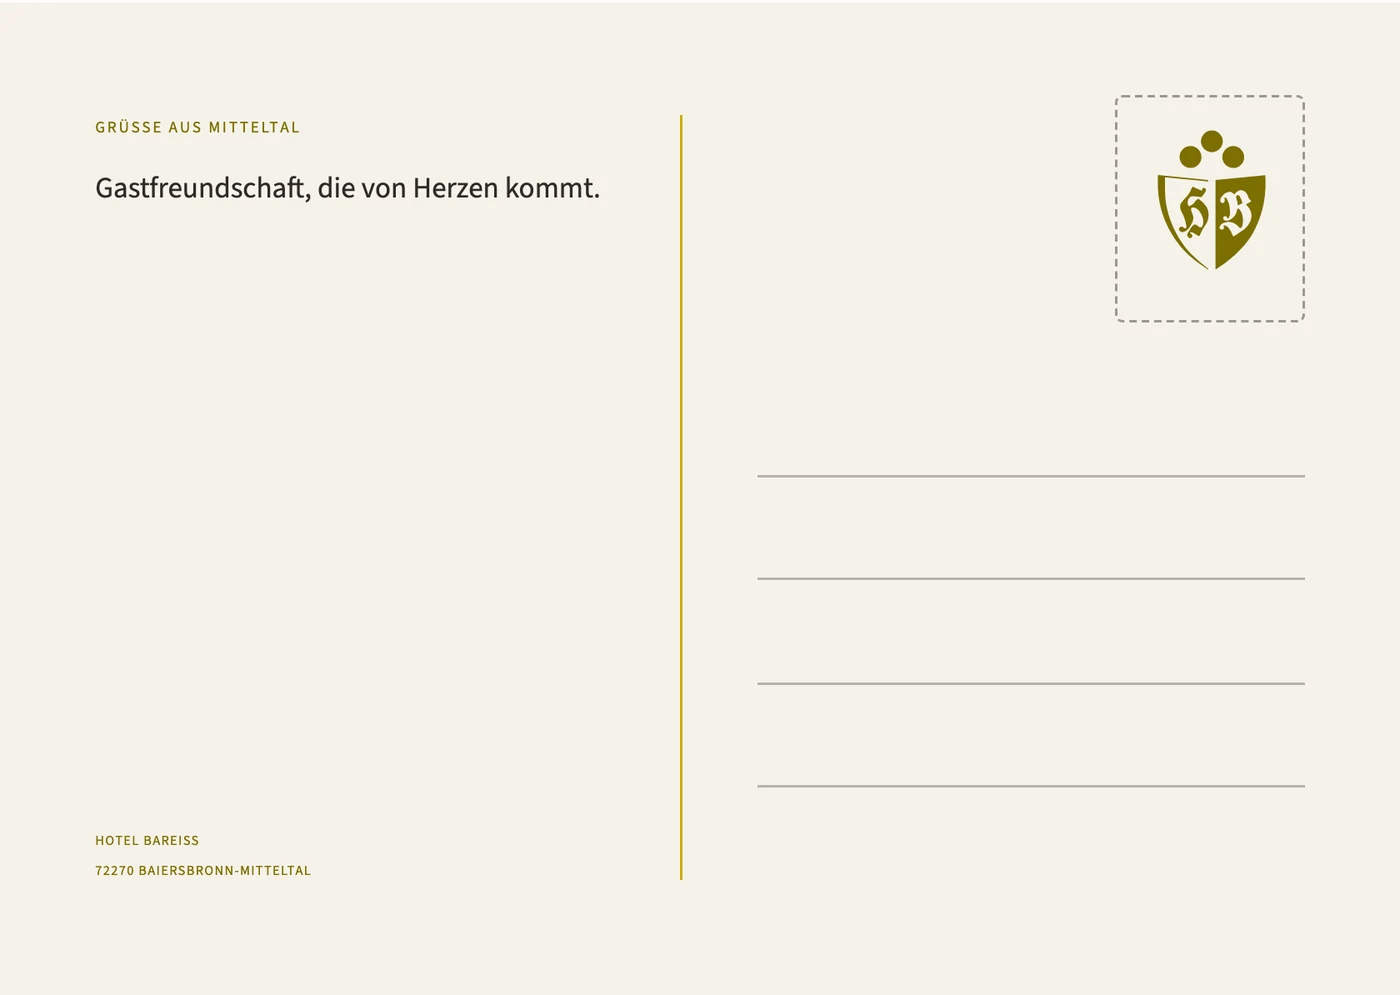 GRÜSSE AUS MITTELTAL
Gastfreundschaft, die von Herzen kommt.
HB
HOTEL BAREISS
72270 BAIERSBRONN-MITTELTAL